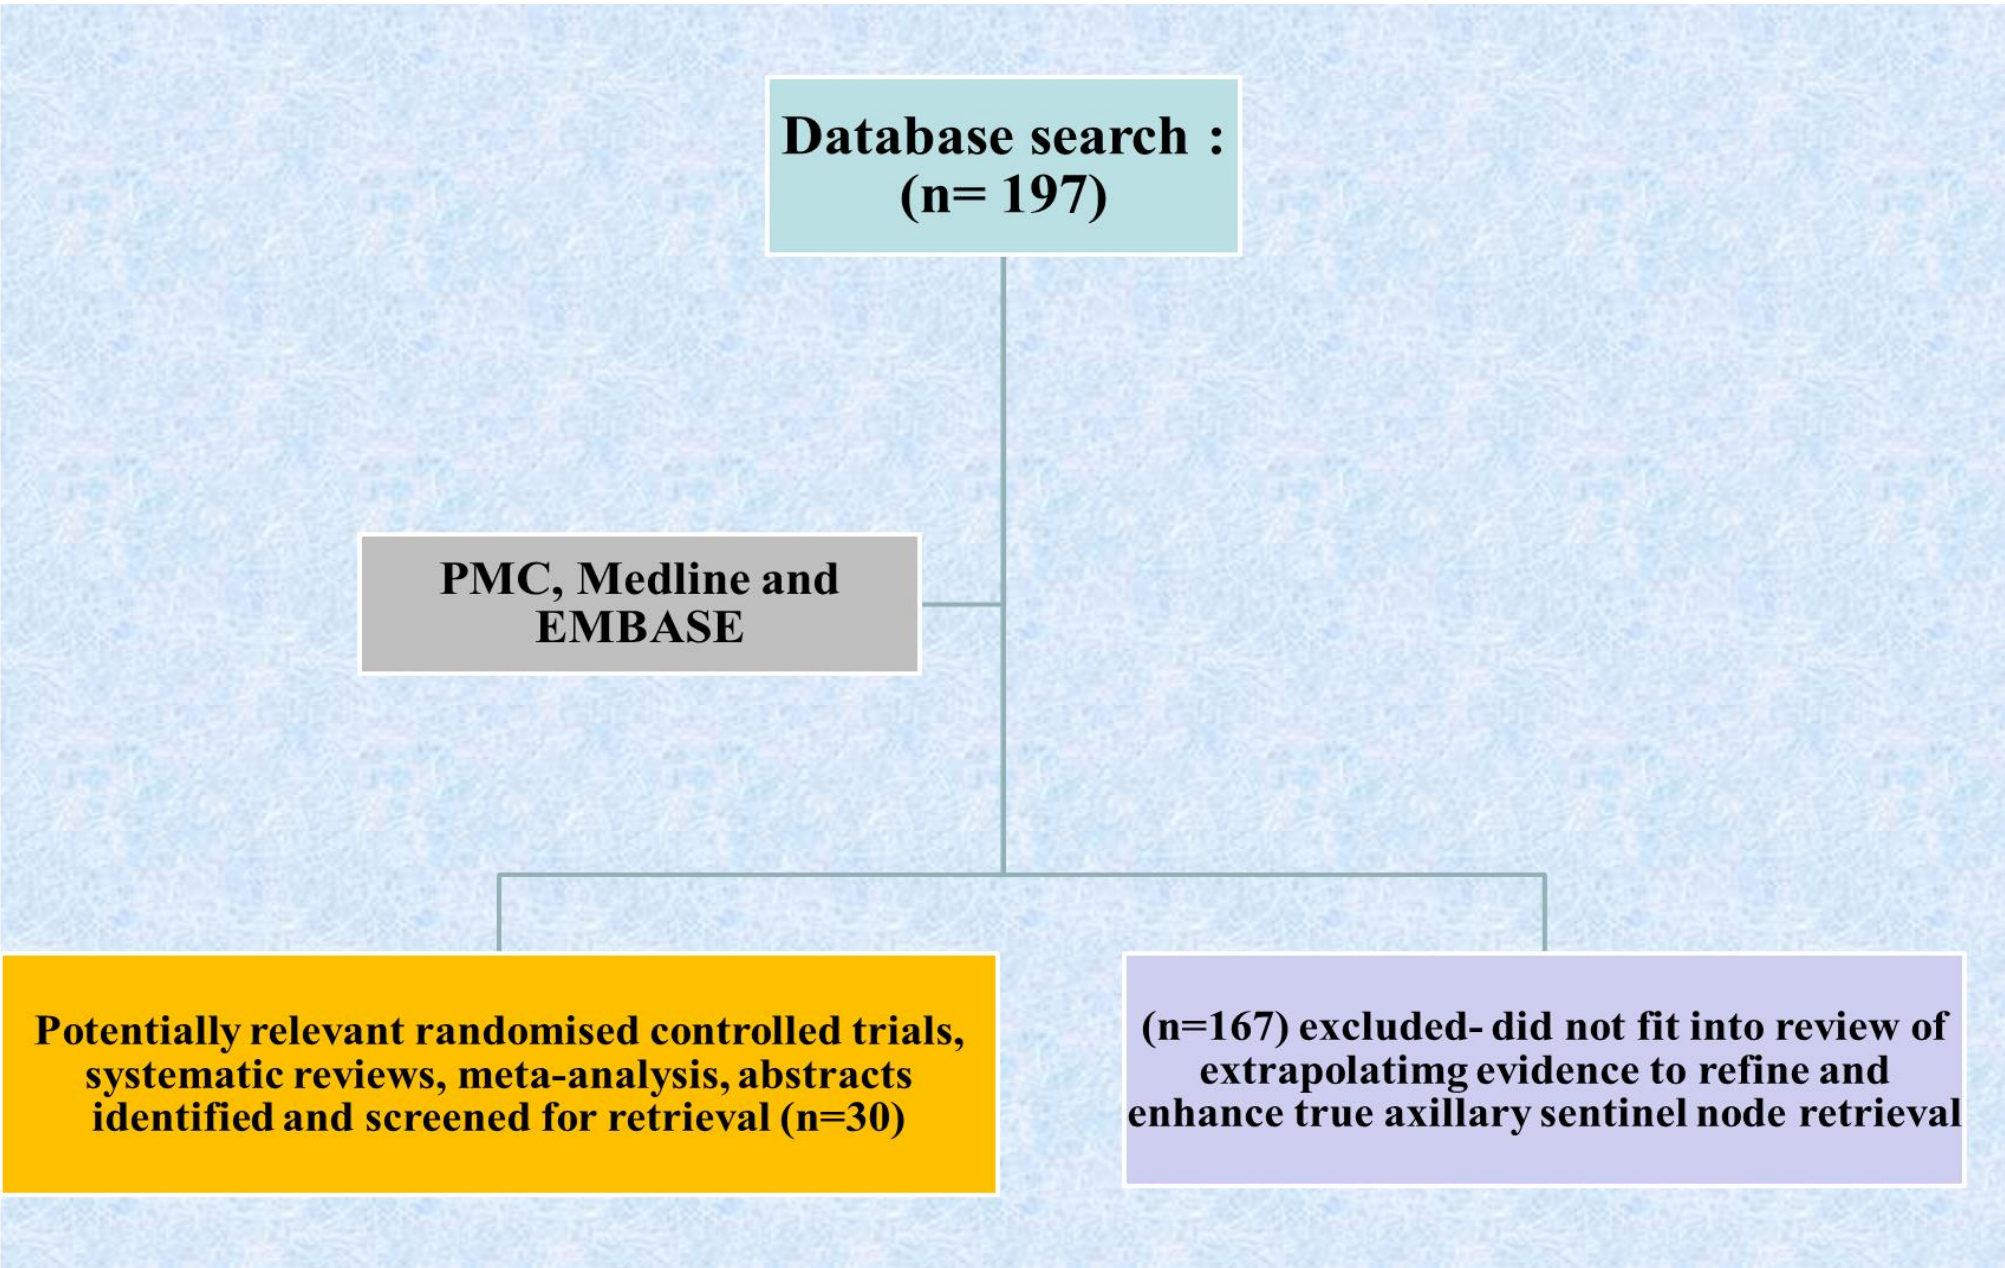 Database search :
(n= 197)
PMC, Medline and
EMBASE
Potentially relevant randomised controlled trials,
systematic reviews, meta-analysis, abstracts
identified and screened for retrieval (n=30)
(n=167) excluded- did not fit into review of
extrapolatimg evidence to refine and
enhance true axillary sentinel node retrieval